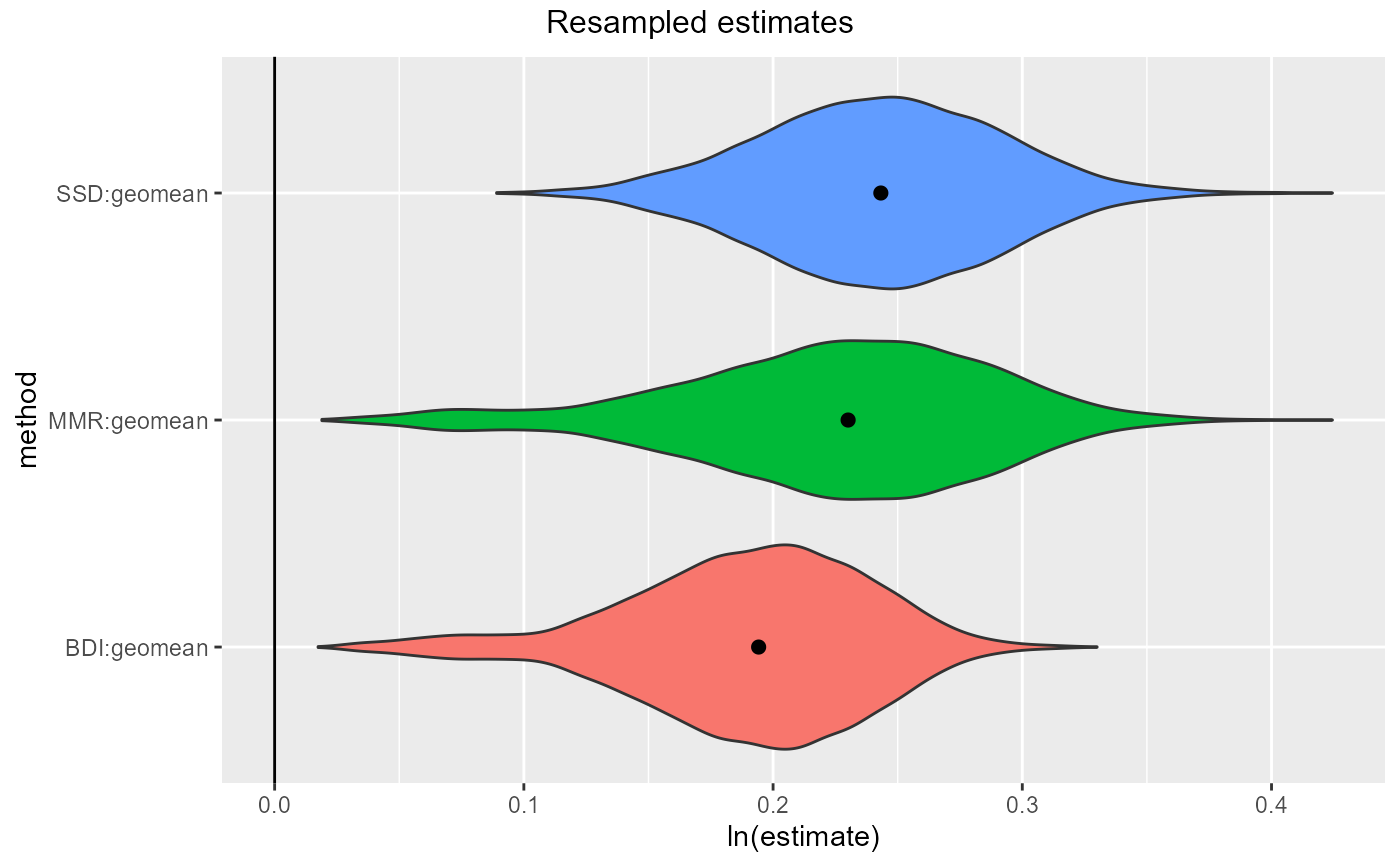 Resampled estimates
SSD:geomean
MMR:geomean
BDI:geomean
method
0.0 0.1 0.2 0.3 0.4
ln(estimate)